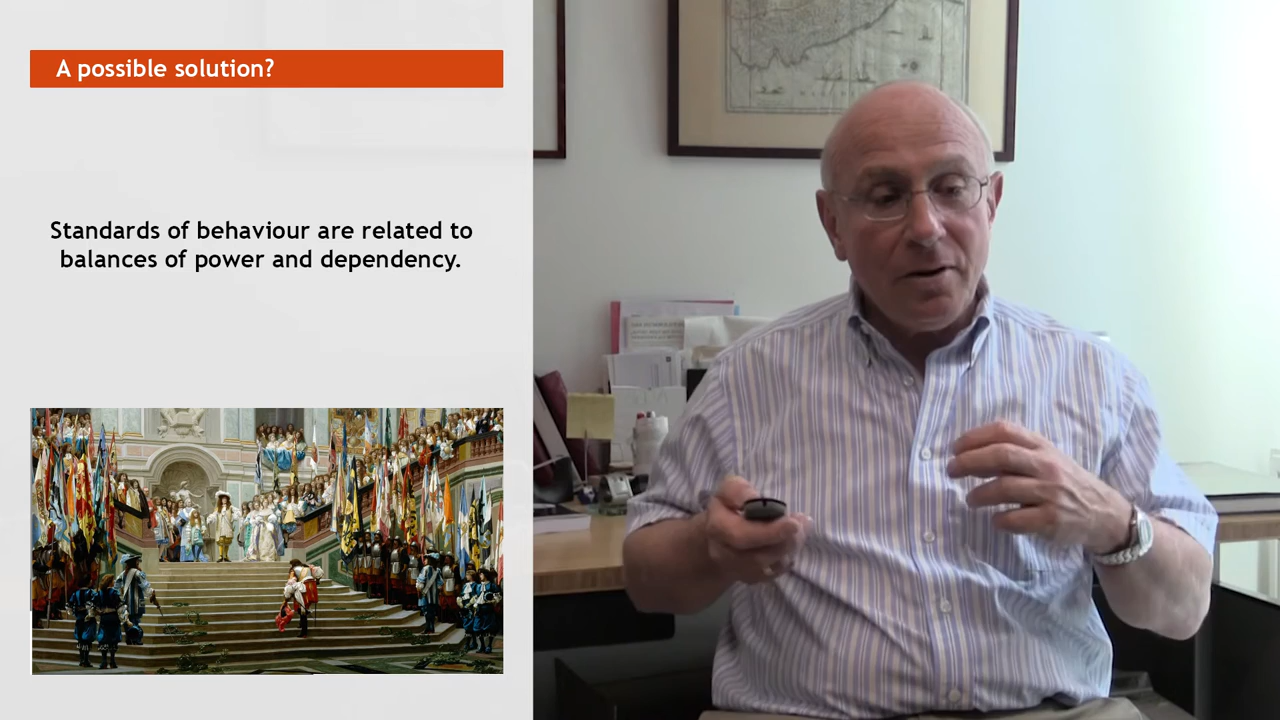 A possible solution?
Standards of behaviour are related to
balances of power and dependency.